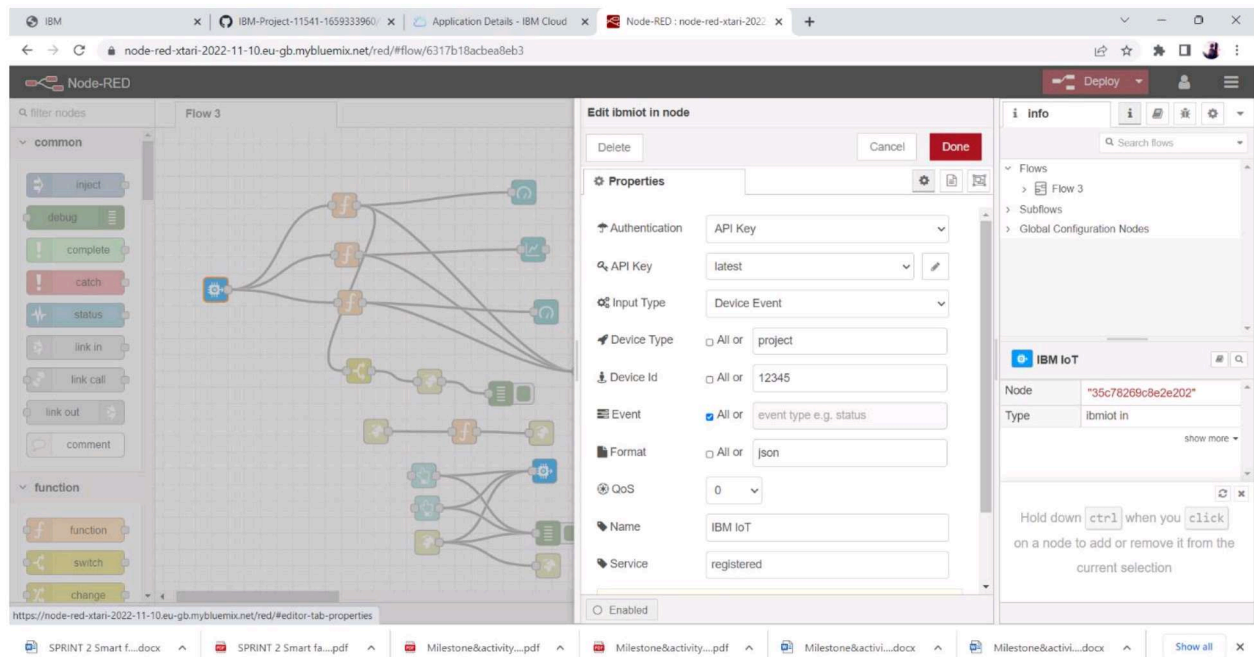 IBM
IBM-Project-11541-1659333960/
Application Details - IBM Cloud
Node-RED : node-red-xtari-2022
node-red-xtari-2022-11-10.eu-gb.mybluemix.net/red/#flow/6317b18acbea8eb3
Node-RED
Deploy
filter nodes
Flow 3
common
inject
debug
complete
catch
status
link in
link call
link out
comment
function
function
switch
change
Edit ibmiot in node
Delete
Cancel
Done
Properties
Authentication API Key
API Key latest
Input Type Device Event
Device Type All or project
Device Id All or 12345
Event All or event type e.g. status
Format All or json
QoS 0
Name IBM IoT
Service registered
Enabled
i info
Search flows
Flows
Flow 3
Subflows
Global Configuration Nodes
IBM IoT
Node "35c78269c8e2e202"
Type ibmiot in
show more
Hold down ctrl when you click
on a node to add or remove it from the
current selection
https://node-red-xtari-2022-11-10.eu-gb.mybluemix.net/red/#editor-tab-properties
SPRINT 2 Smart f....docx
SPRINT 2 Smart fa....pdf
Milestone&activity....pdf
Milestone&activity....pdf
Milestone&activi....docx
Milestone&activi....docx
Show all